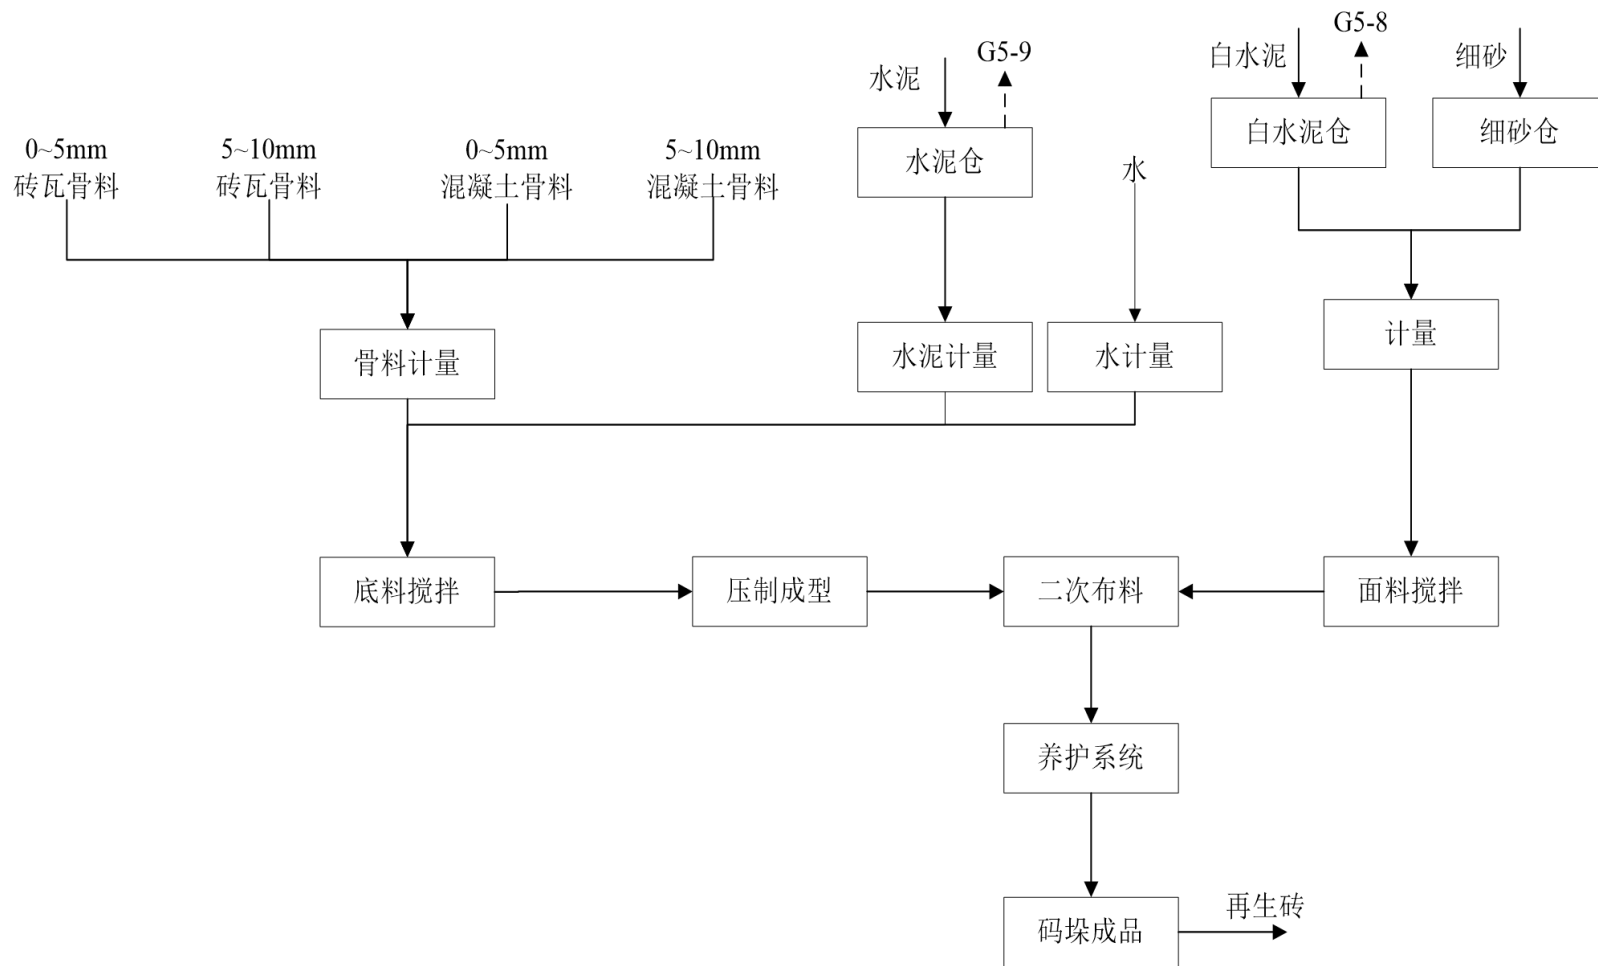 G5-8
G5-9
白水泥
细砂
水泥
白水泥仓
细砂仓
0~5mm
砖瓦骨料
5~10mm
砖瓦骨料
0~5mm
混凝土骨料
5~10mm
混凝土骨料
水泥仓
水
骨料计量
水泥计量
水计量
计量
底料搅拌
压制成型
二次布料
面料搅拌
养护系统
码垛成品
再生砖